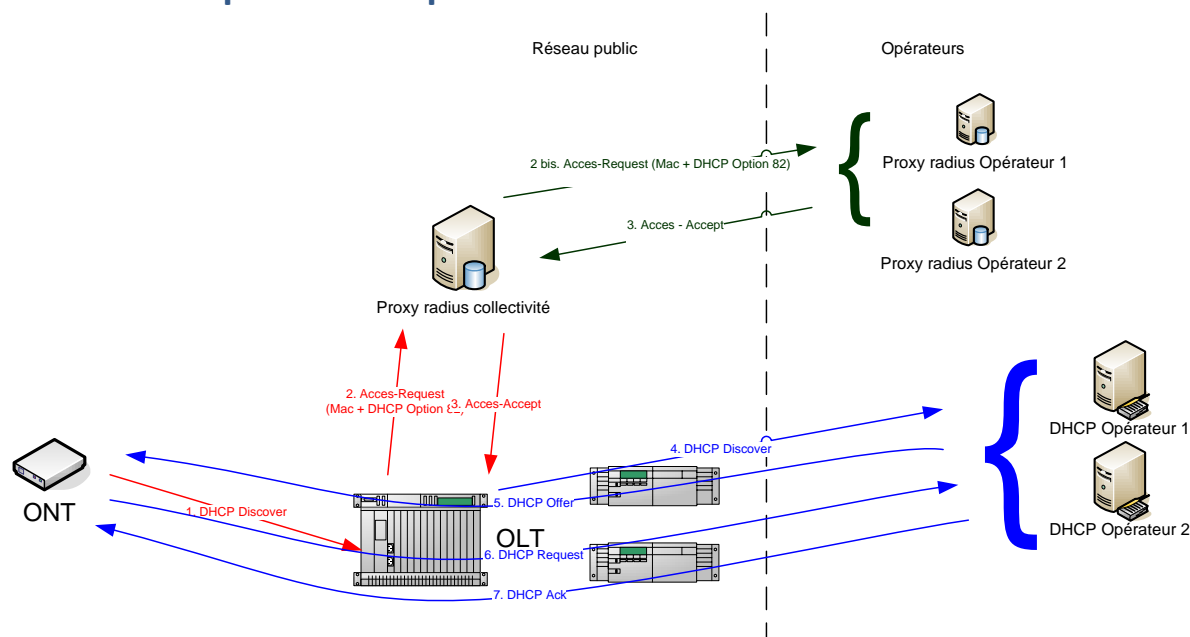 Réseau public
Opérateurs
2 bis. Acces-Request (Mac + DHCP Option 82)
Proxy radius Opérateur 1
3. Acces - Accept
Proxy radius Opérateur 2
Proxy radius collectivité
2. Acces-Request
(Mac + DHCP Option
3. Acces-Accept
DHCP Opérateur 1
4. DHCP Discover
ONT
1. DHCP Discover
5. DHCP Offer
OLT
DHCP Opérateur 2
6. DHCP Request
7. DHCP Ack